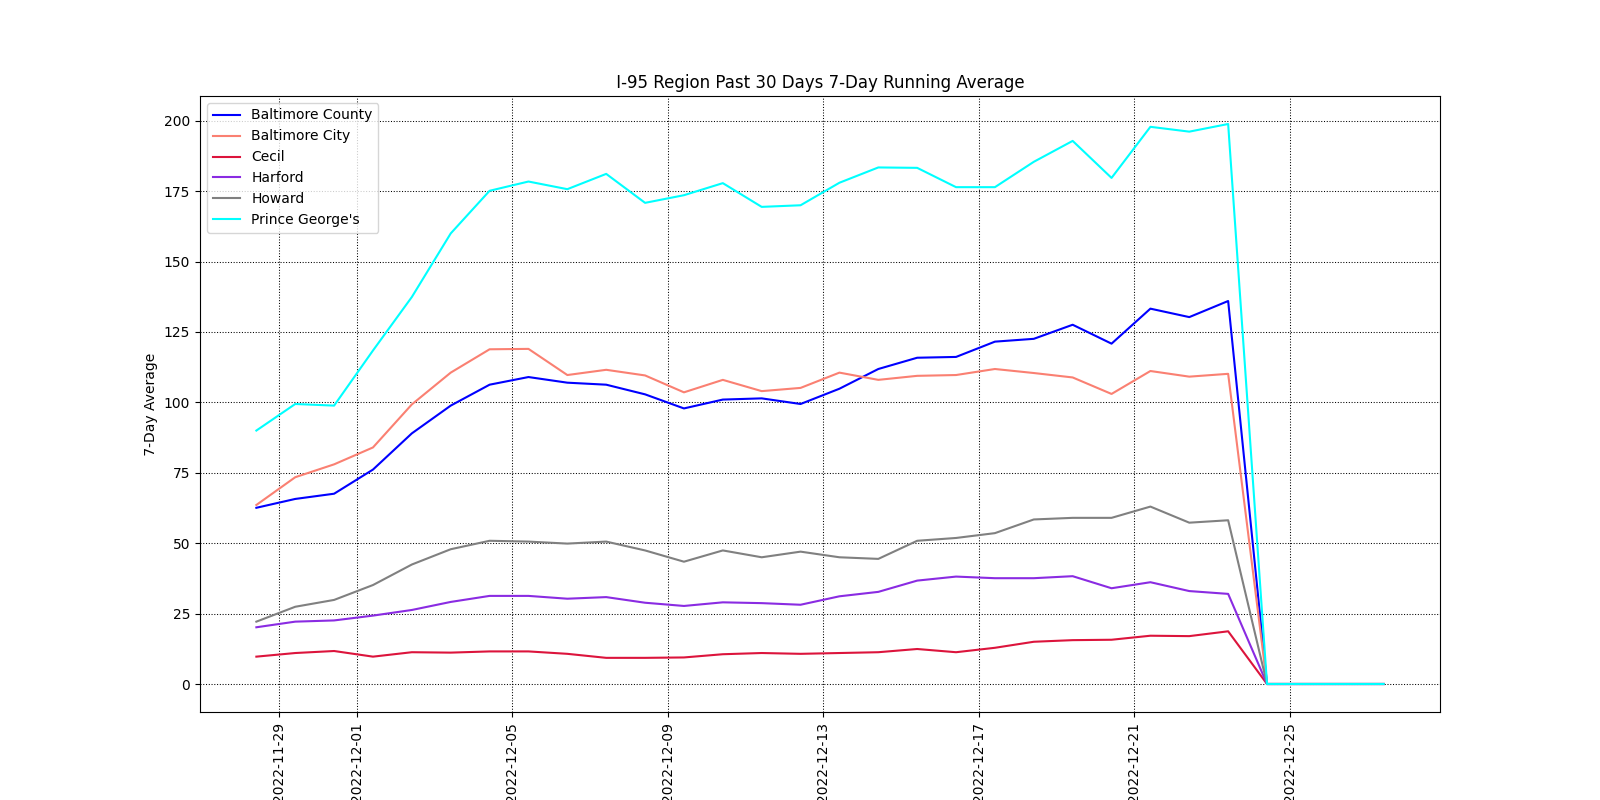 I-95 Region Past 30 Days 7-Day Running Average
Baltimore County
Baltimore City
Cecil
Harford
Howard
Prince George's
200
175
150
125
100
75
50
25
0
7-Day Average
2022-11-29
2022-12-01
2022-12-05
2022-12-09
2022-12-13
2022-12-17
2022-12-21
2022-12-25